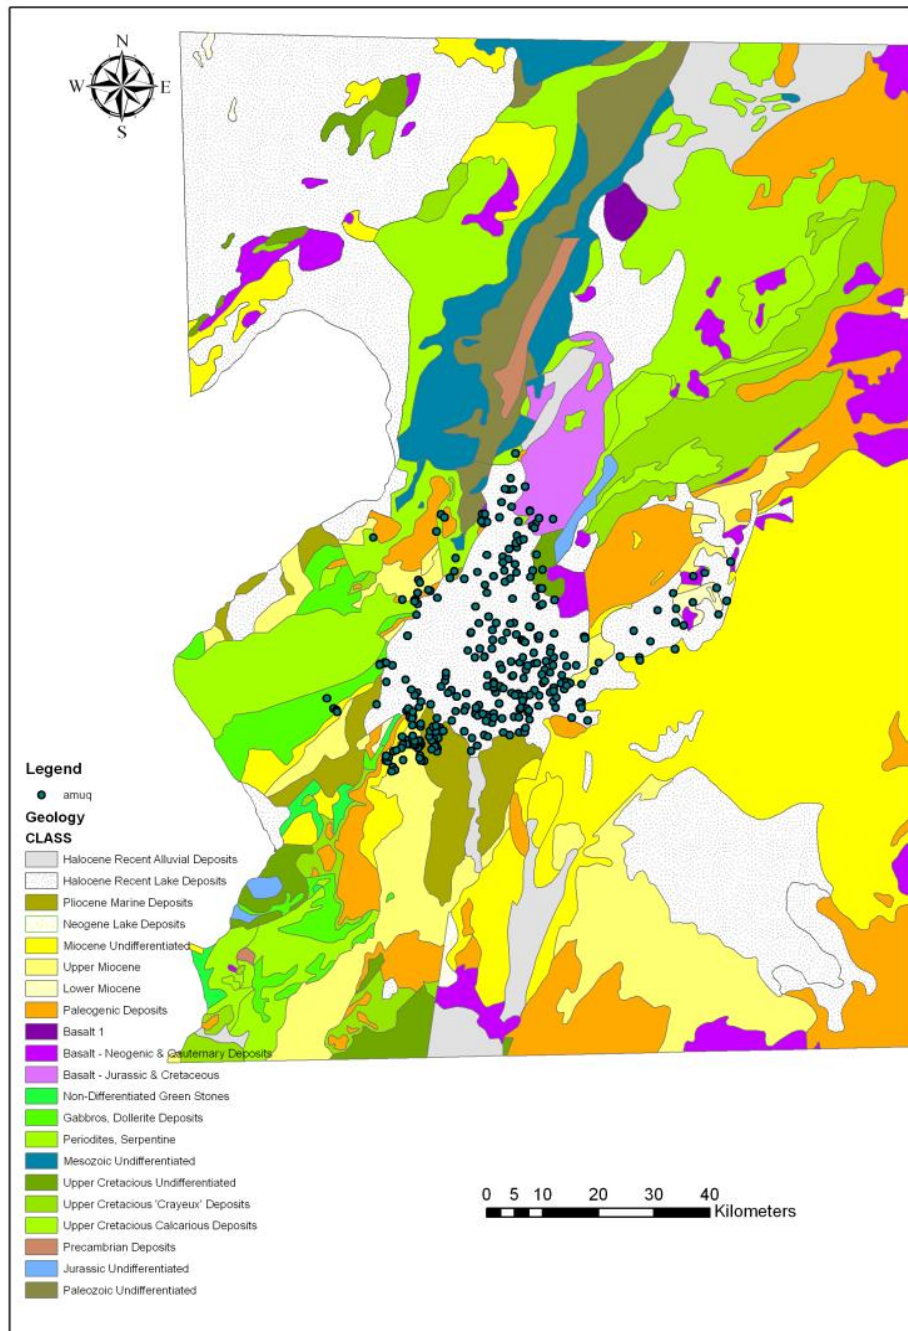 N
W E
S
Legend
amuq
Geology
CLASS
Halocene Recent Alluvial Deposits
Halocene Recent Lake Deposits
Pliocene Marine Deposits
Neogene Lake Deposits
Miocene Undifferentiated
Upper Miocene
Lower Miocene
Paleogenic Deposits
Basalt 1
Basalt - Neogenic & Qauternary Deposits
Basalt - Jurassic & Cretaceous
Non-Differentiated Green Stones
Gabbros, Dollerite Deposits
Periodites, Serpentine
Mesozoic Undifferentiated
Upper Cretacious Undifferentiated
Upper Cretacious 'Crayeux' Deposits
Upper Cretacious Calcarious Deposits
Precambrian Deposits
Jurassic Undifferentiated
Paleozoic Undifferentiated
0 5 10 20 30 40
Kilometers